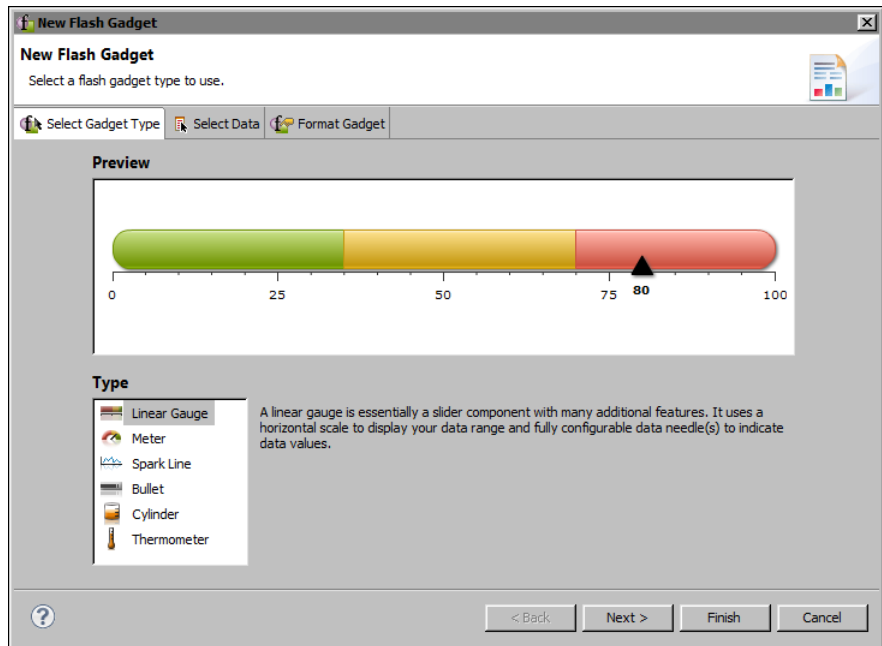 New Flash Gadget
New Flash Gadget
Select a flash gadget type to use.
Select Gadget Type Select Data Format Gadget
Preview
0 25 50 75 80 100
Type
Linear Gauge
Meter
Spark Line
Bullet
Cylinder
Thermometer
A linear gauge is essentially a slider component with many additional features. It uses a
horizontal scale to display your data range and fully configurable data needle(s) to indicate
data values.
< Back Next > Finish Cancel